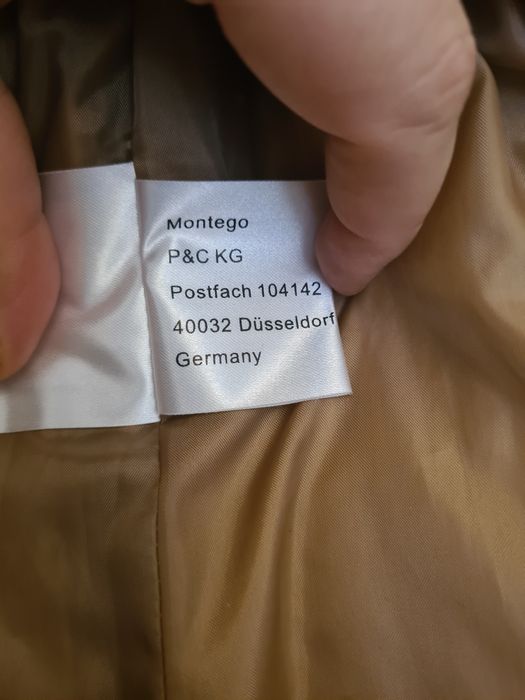 Montego
P&C KG
Postfach 104142
40032 Düsseldorf
Germany